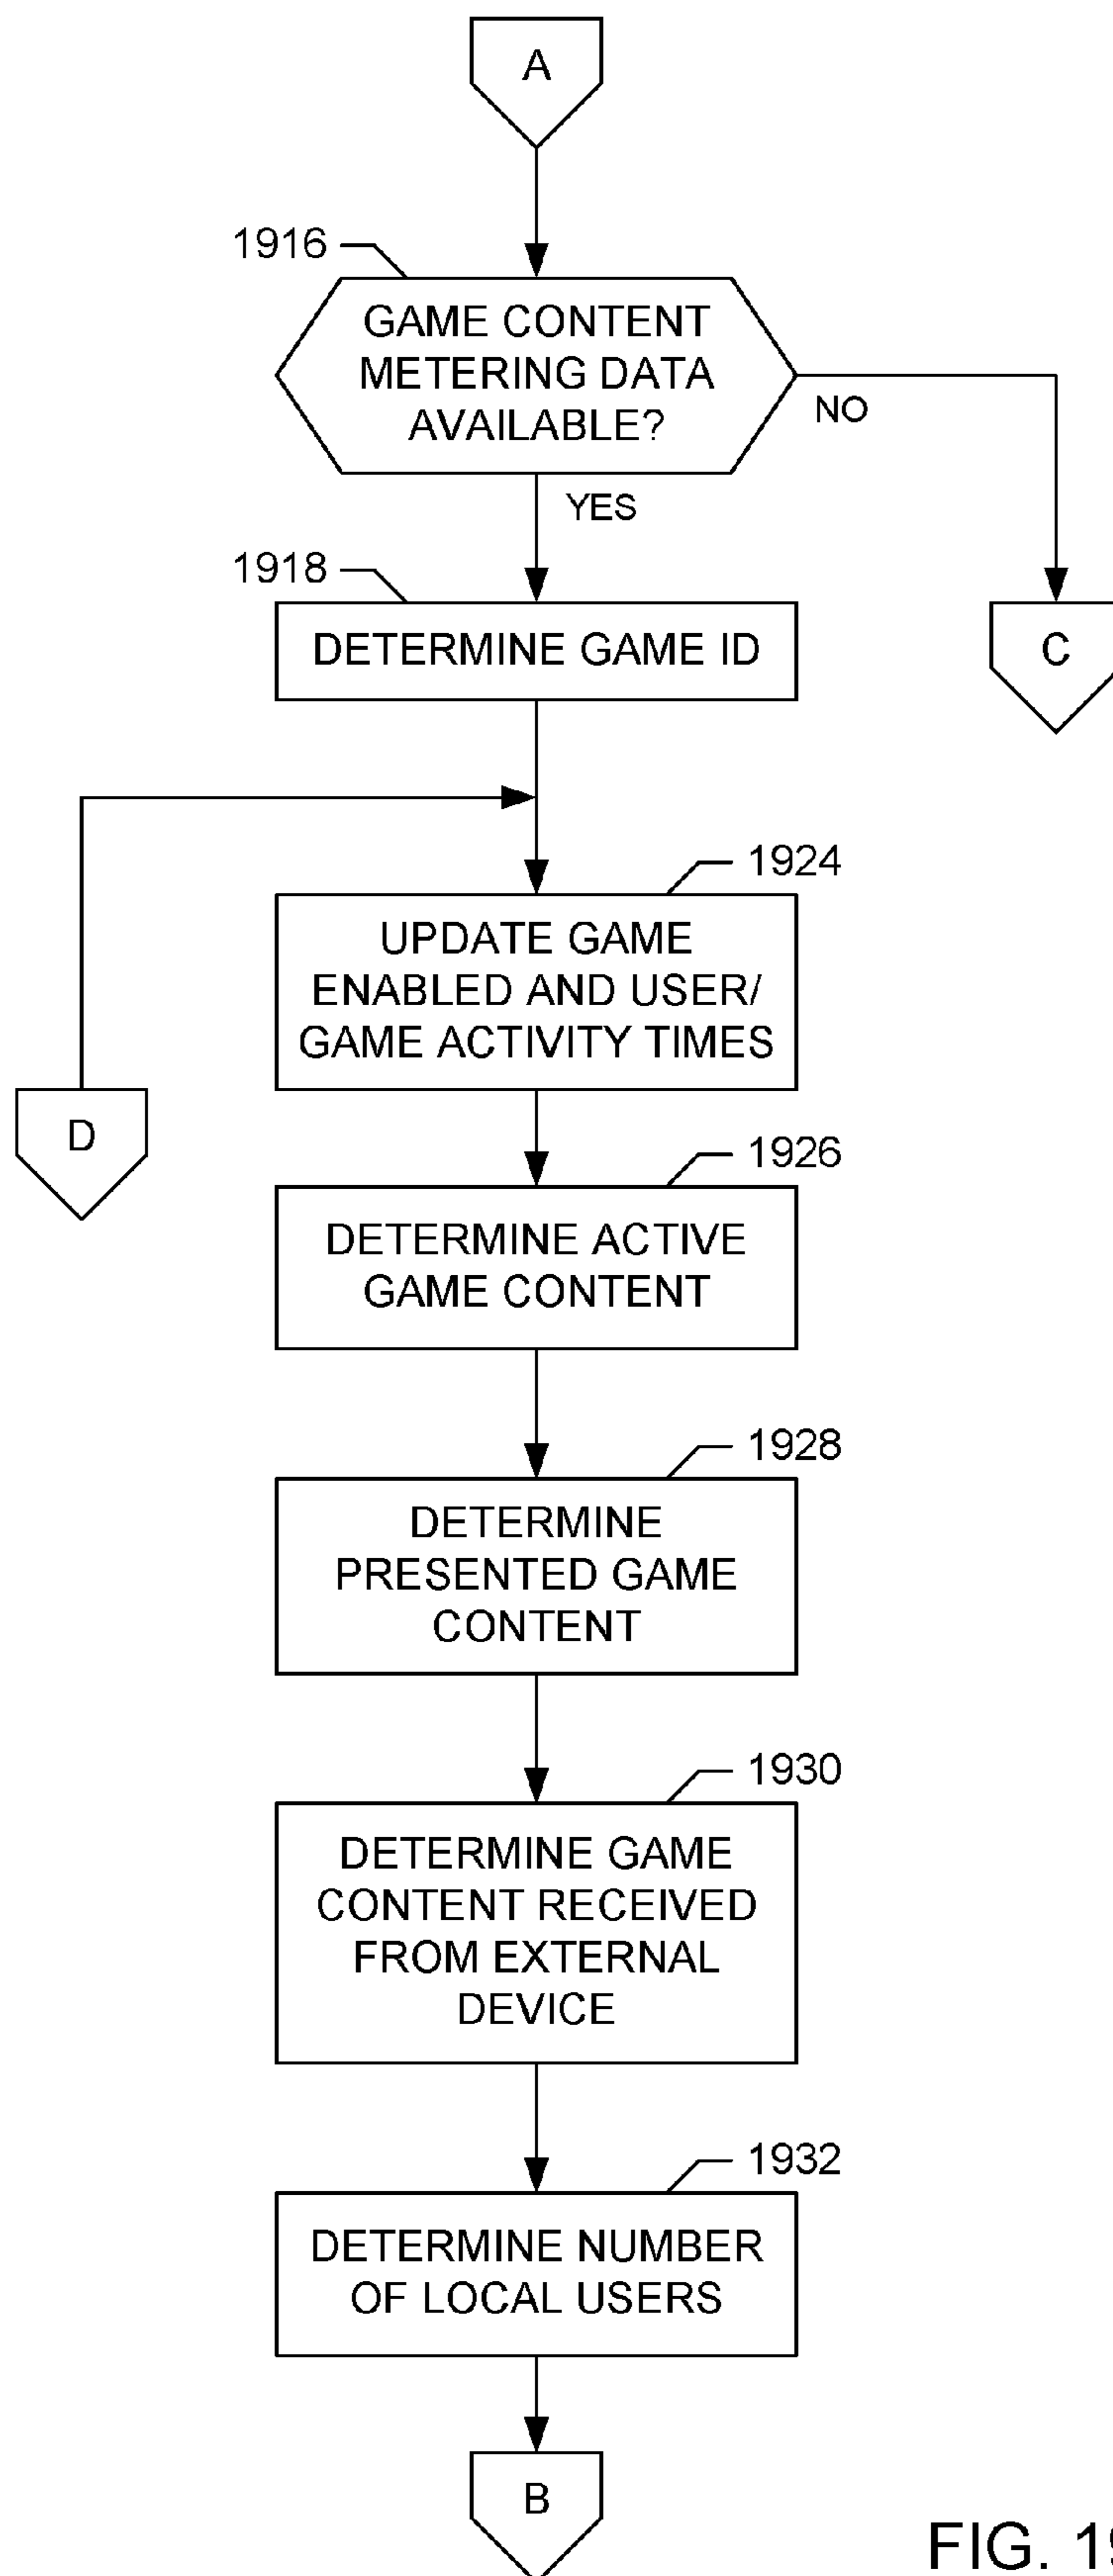 A
1916
GAME CONTENT
METERING DATA
AVAILABLE?
NO
YES
1918
DETERMINE GAME ID
C
1924
UPDATE GAME
ENABLED AND USER/
GAME ACTIVITY TIMES
D
1926
DETERMINE ACTIVE
GAME CONTENT
1928
DETERMINE
PRESENTED GAME
CONTENT
1930
DETERMINE GAME
CONTENT RECEIVED
FROM EXTERNAL
DEVICE
1932
DETERMINE NUMBER
OF LOCAL USERS
B
FIG.